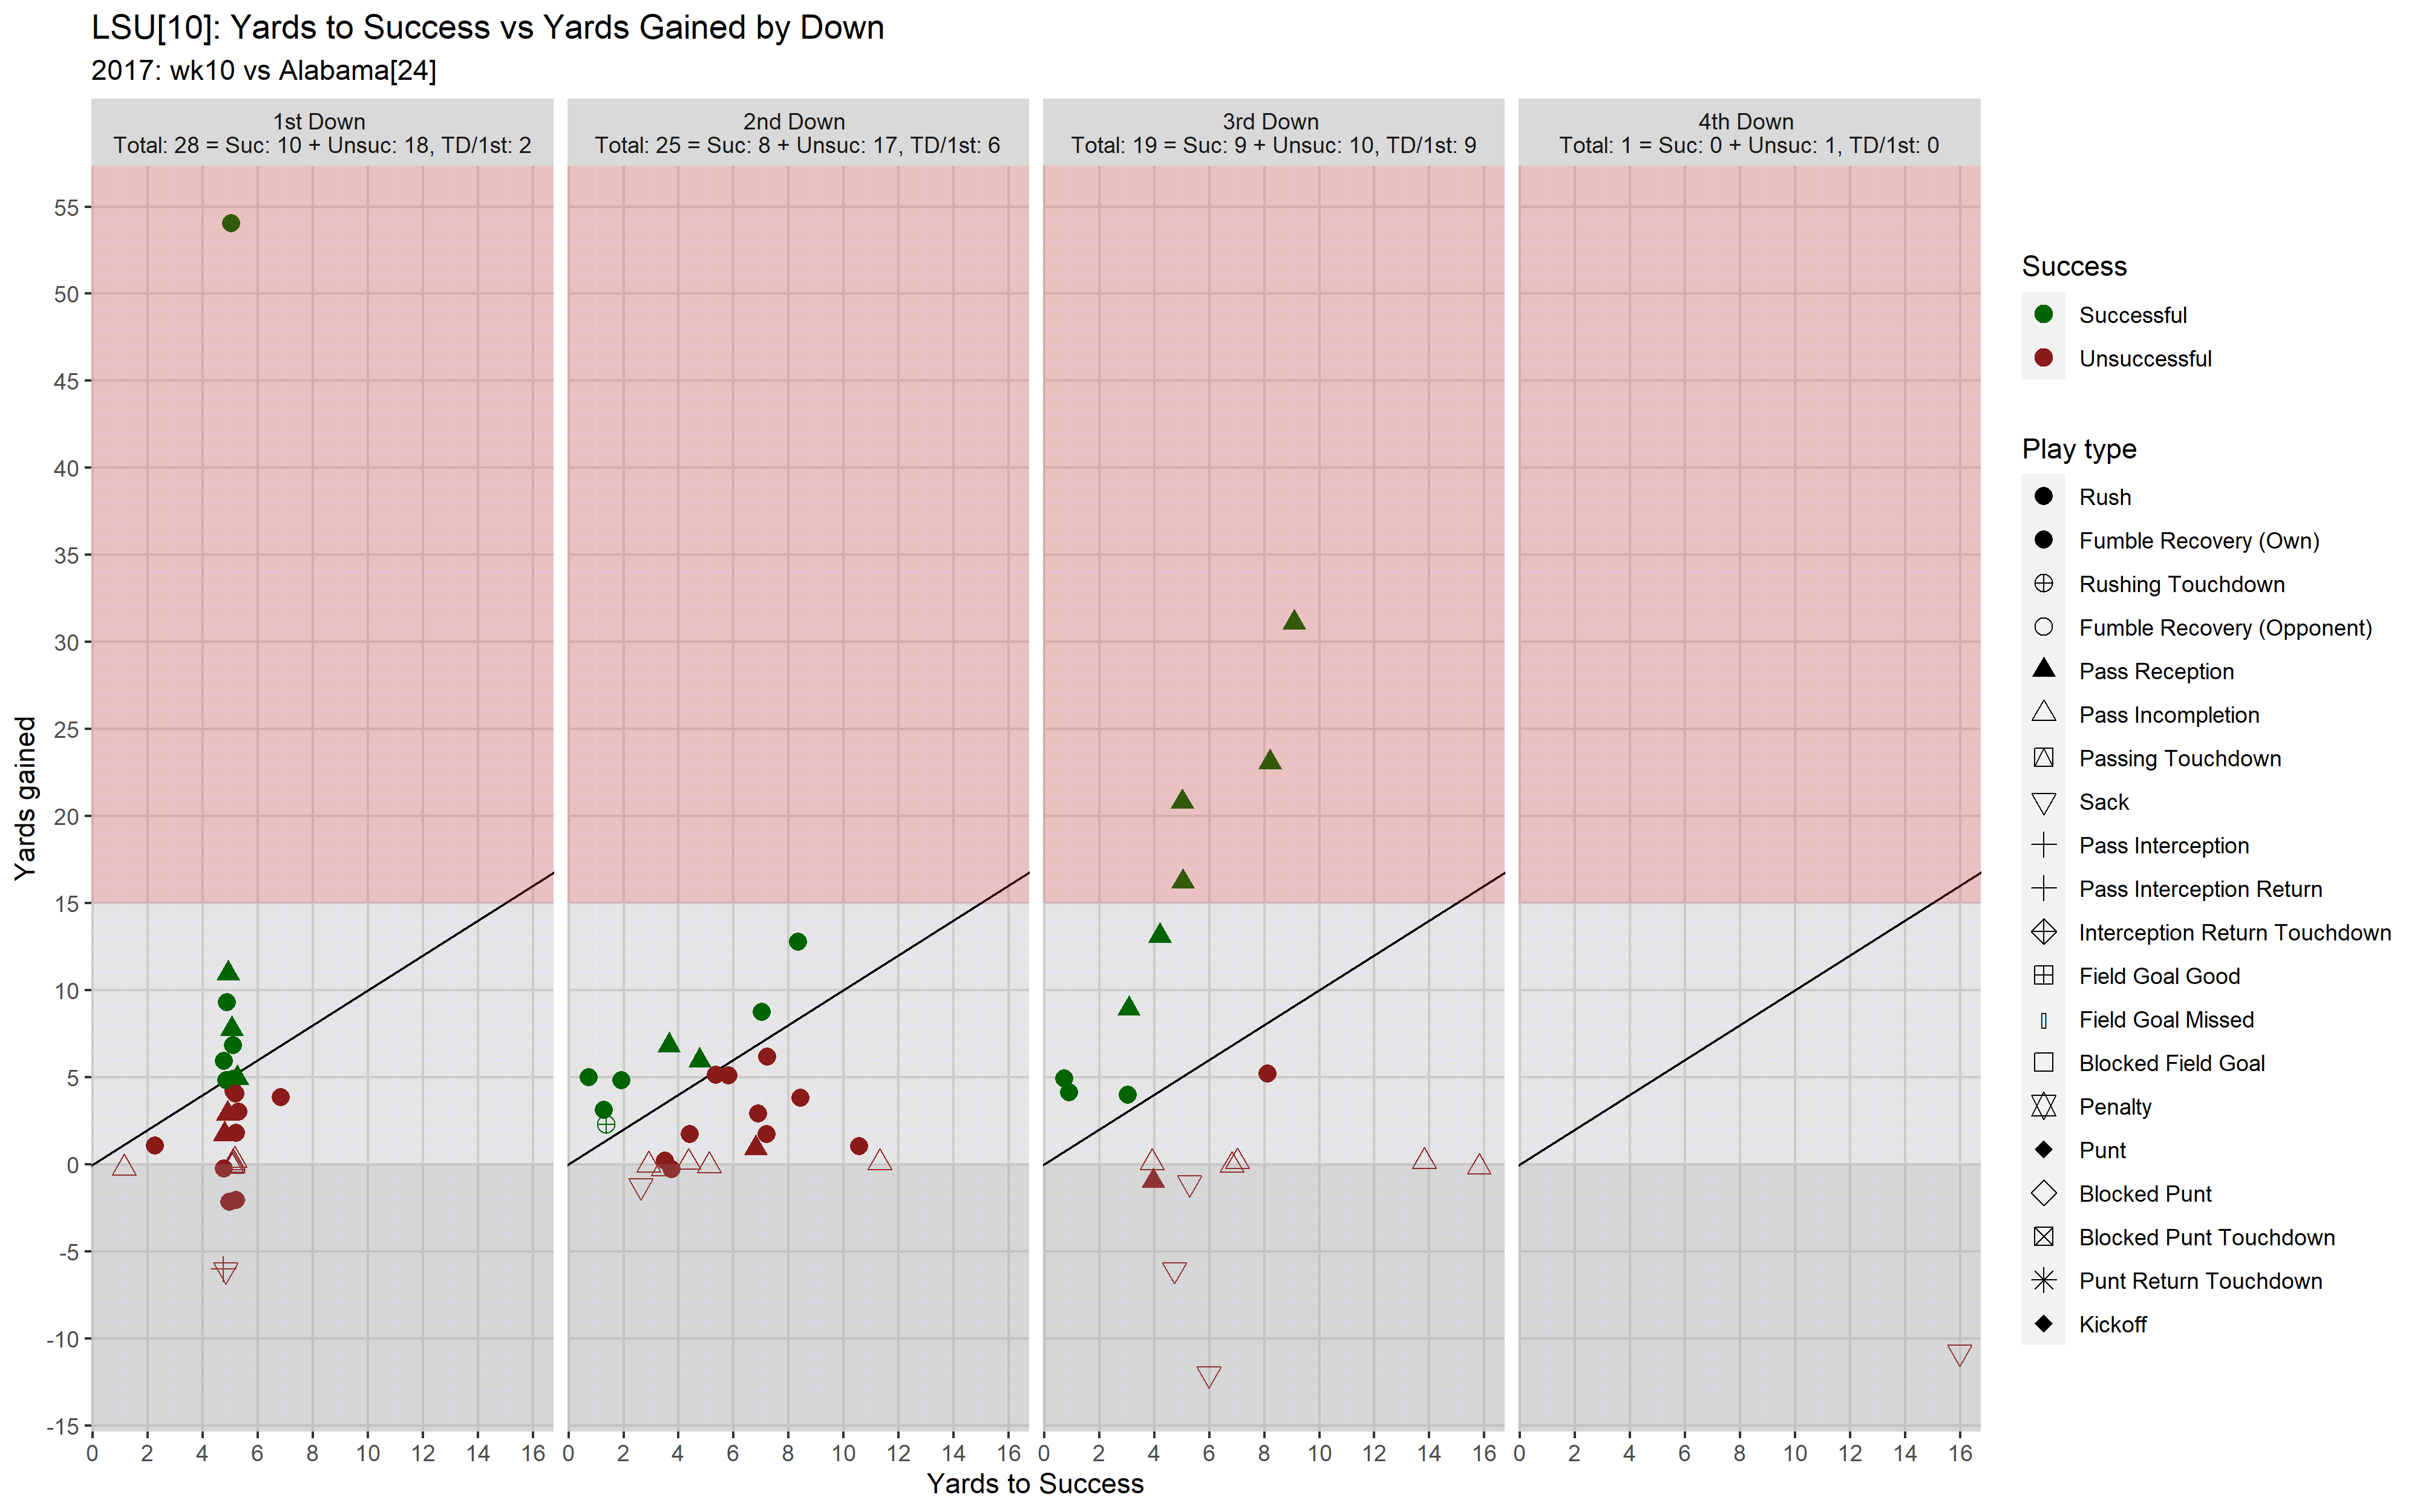 LSU[10]: Yards to Success vs Yards Gained by Down
2017: wk10 vs Alabama[24]
1st Down
Total: 28 = Suc: 10 + Unsuc: 18, TD/1st: 2
2nd Down
Total: 25 = Suc: 8 + Unsuc: 17, TD/1st: 6
3rd Down
Total: 19 = Suc: 9 + Unsuc: 10, TD/1st: 9
4th Down
Total: 1 = Suc: 0 + Unsuc: 1, TD/1st: 0
Yards gained
55
50
45
40
35
30
25
20
15
10
5
0
-5
-10
-15
0 2 4 6 8 10 12 14 16
0 2 4 6 8 10 12 14 16
0 2 4 6 8 10 12 14 16
0 2 4 6 8 10 12 14 16
Yards to Success
Success
Successful
Unsuccessful
Play type
Rush
Fumble Recovery (Own)
Rushing Touchdown
Fumble Recovery (Opponent)
Pass Reception
Pass Incompletion
Passing Touchdown
Sack
Pass Interception
Pass Interception Return
Interception Return Touchdown
Field Goal Good
Field Goal Missed
Blocked Field Goal
Penalty
Punt
Blocked Punt
Blocked Punt Touchdown
Punt Return Touchdown
Kickoff